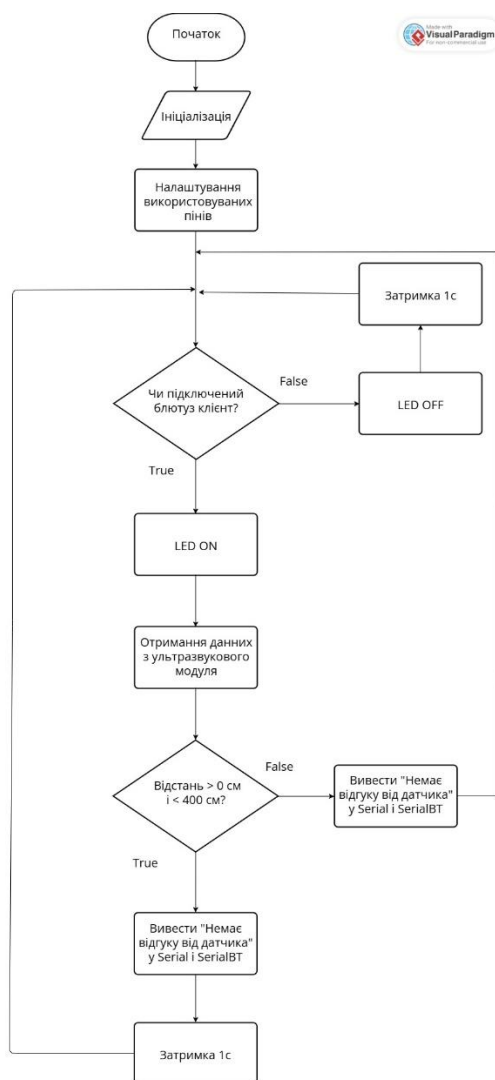 Початок
Made with
Visual Paradigm
For non-commercial use
Ініціалізація
Налаштування
використовуваних
пінів
Затримка 1с
Чи підключений
блютуз клієнт?
False
LED OFF
True
LED ON
Отримання данних
з ультразвукового
модуля
Відстань > 0 см
і < 400 см?
False
Вивести "Немає
відгуку від датчика"
у Serial і SerialBT
True
Вивести "Немає
відгуку від датчика"
у Serial і SerialBT
Затримка 1с